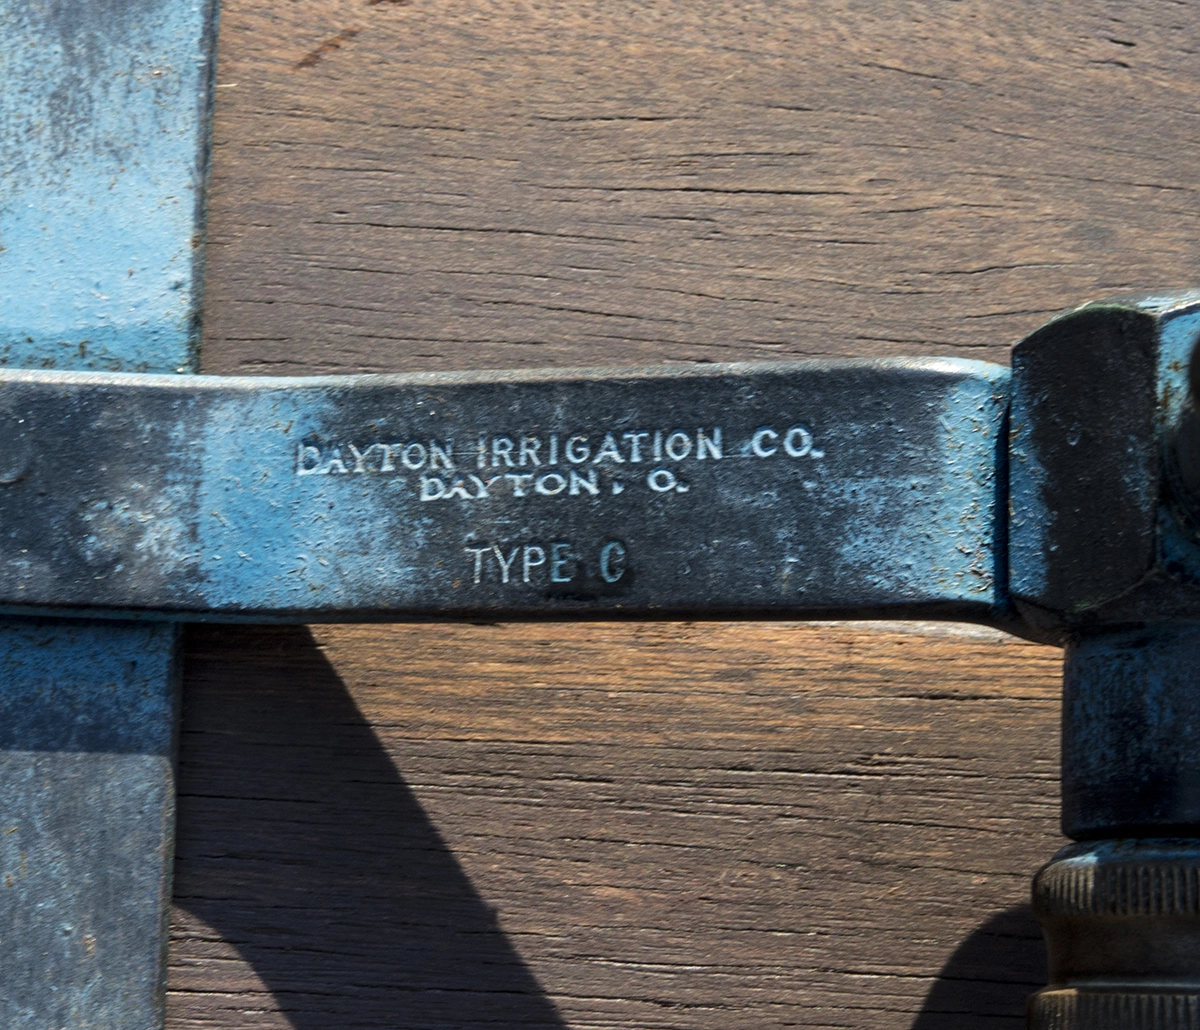 DAYTON IRRIGATION CO.
DAYTON, O.
TYPE C